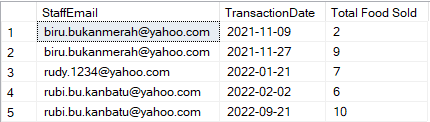 StaffEmail TransactionDate Total Food Sold
1 biru.bukanmerah@yahoo.com 2021-11-09 2
2 biru.bukanmerah@yahoo.com 2021-11-27 9
3 rudy.1234@yahoo.com 2022-01-21 7
4 rubi.bu.kanbatu@yahoo.com 2022-02-02 6
5 rubi.bu.kanbatu@yahoo.com 2022-09-21 10